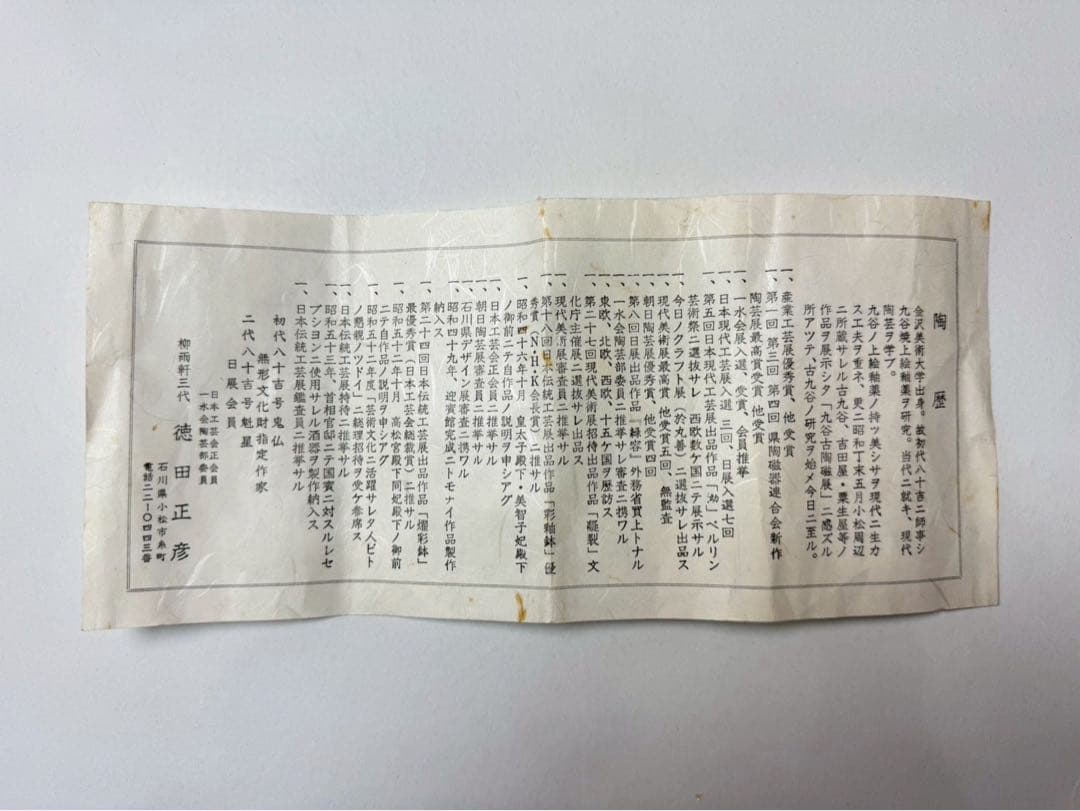 陶歴
金沢美術大学出身。故初代八十吉ニ師事シ
九谷焼上絵釉薬ヲ研究。当代ニ就キ、現代
陶芸ヲ学ブ。
九谷ノ上絵釉薬ノ持ツ美シサヲ現代ニ生カ
ス工夫ヲ重ネ、更ニ昭和丁末五月小松周辺
ニ所蔵サレル古九谷、吉田屋・粟生屋等ノ
作品ヲ展示シタ「九谷古陶磁展」ニ感ズル
所アツテ、古九谷ノ研究ヲ始メ今日ニ至ル。
一、産業工芸展優秀賞、他受賞
一、第一回 第三回 第四回 県陶磁器連合会新作
陶芸展最高賞受賞 他受賞
一、一水会展入選、受賞、会員推挙
一、日本現代工芸展入選 三回、日展入選七回
一、第五回日本現代工芸展出品作品「泑」ベルリン
芸術祭ニ選抜サレ 西欧数ケ国ニテ展示サル
一、今日ノクラフト展（於丸善）ニ選抜サレ出品ス
一、現代美術展最高賞 他受賞五回、無監査
一、朝日陶芸展優秀賞、他受賞四回
一、第八回日展出品作品『緑容』外務省買上トナル
一、一水会陶芸部委員ニ推挙サレ審査ニ携ワル
一、東欧、北欧、西欧、十五ケ国ヲ歴訪ス
一、第二十七回現代美術展招待出品作品「礙裂」文
化庁主催展ニ選抜サレ出品ス
一、現代美術展審査員ニ推挙サル
一、第十八回日本伝統工芸展出品作品「彩釉鉢」優
秀賞（N・H・K会長賞）ニ推サル
一、昭和四十六年十月 皇太子殿下・美智子妃殿下
ノ御前ニテ自作品ノ説明ヲ申シアグ
一、日本工芸会正会員ニ推挙サル
一、朝日陶芸展審査員ニ推挙サル
一、石川県デザイン展審査ニ携ワル
一、昭和四十九年、迎賓館完成ニトモナイ作品製作
納入ス
一、第二十四回日本伝統工芸展出品作品「燿彩鉢」
最優秀賞（日本工芸会総裁賞）ニ推サル
一、昭和五十二年十月 高松宮殿下同妃殿下ノ御前
ニテ自作品ノ説明ヲ申シアグ
一、昭和五十二年度「芸術文化ニ活躍サレタ人ビト
ノ懇親ノツドイ」ニ総理招待ヲ受ケ参席ス
一、日本伝統工芸展特待ニ推挙サル
一、昭和五十三年、首相官邸ニテ国賓ニ対スルレセ
プシヨンニ使用サレル酒器ヲ製作納入ス
一、日本伝統工芸展鑑査員ニ推挙サル
初代八十吉号鬼仏
無形文化財指定作家
二代八十吉号魁星
日展会員
日本工芸会正会員
一水会陶芸部委員
柳雨軒三代 徳田正彦
石川県小松市糸町
電話二二-〇四四三番